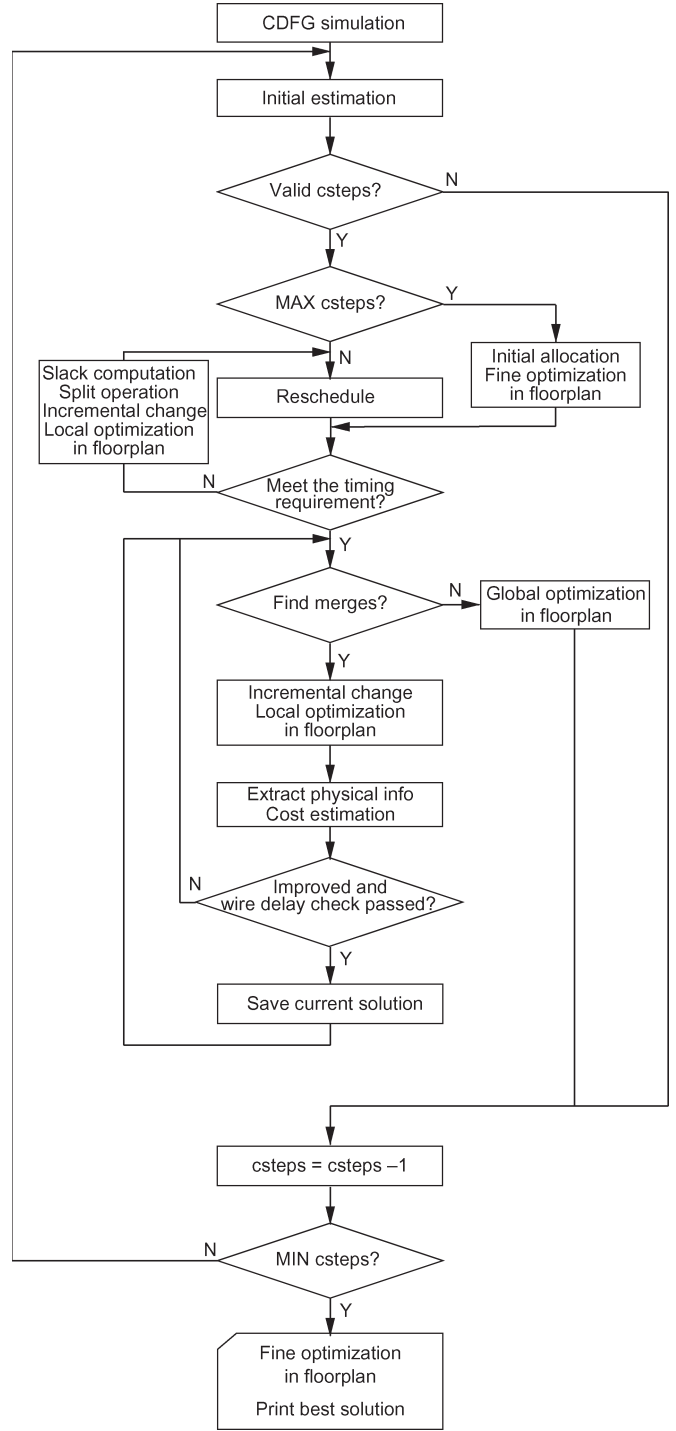 CDFG simulation
Initial estimation
Valid csteps?
N
Y
MAX csteps?
Y
N
Initial allocation
Fine optimization
in floorplan
Slack computation
Split operation
Incremental change
Local optimization
in floorplan
Reschedule
Meet the timing
requirement?
N
Y
Find merges?
N
Global optimization
in floorplan
Y
Incremental change
Local optimization
in floorplan
Extract physical info
Cost estimation
Improved and
wire delay check passed?
N
Y
Save current solution
csteps = csteps –1
MIN csteps?
N
Y
Fine optimization
in floorplan
Print best solution